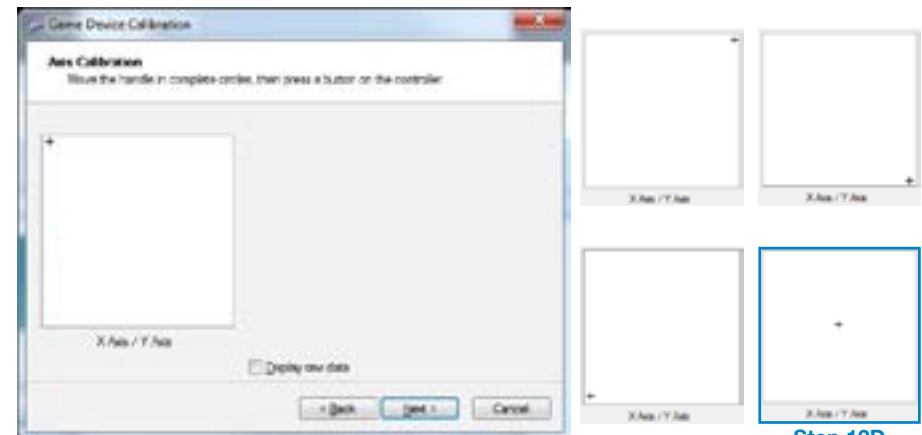 Game Device Calibration
Axis Calibration
Move the handle in complete circles, then press a button on the controller.
X Axis / Y Axis
Display raw data
< Back
Next >
Cancel
X Axis / Y Axis
X Axis / Y Axis
X Axis / Y Axis
X Axis / Y Axis